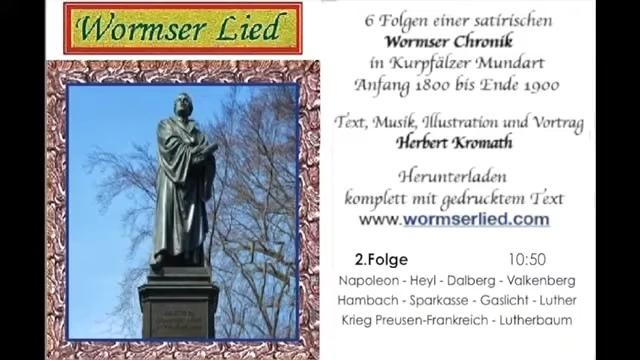 Wormser Lied
6 Folgen einer satirischen
Wormser Chronik
in Kurpfälzer Mundart
Anfang 1800 bis Ende 1900
Text, Musik, Illustration und Vortrag
Herbert Kromath
Herunterladen
komplett mit gedrucktem Text
www.wormserlied.com
2.Folge 10:50
Napoleon - Heyl - Dalberg - Valkenberg
Hambach - Sparkasse - Gaslicht - Luther
Krieg Preusen-Frankreich - Lutherbaum